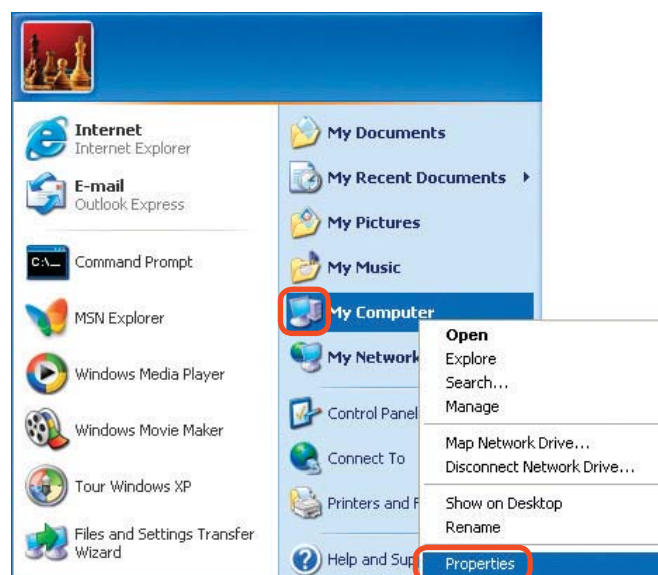 Internet
Internet Explorer
E-mail
Outlook Express
C:\_
Command Prompt
MSN Explorer
Windows Media Player
Windows Movie Maker
Tour Windows XP
Files and Settings Transfer
Wizard
My Documents
My Recent Documents
My Pictures
My Music
My Computer
My Network
Control Panel
Connect To
Printers and F
Help and Sup
Open
Explore
Search...
Manage
Map Network Drive...
Disconnect Network Drive...
Show on Desktop
Rename
Properties